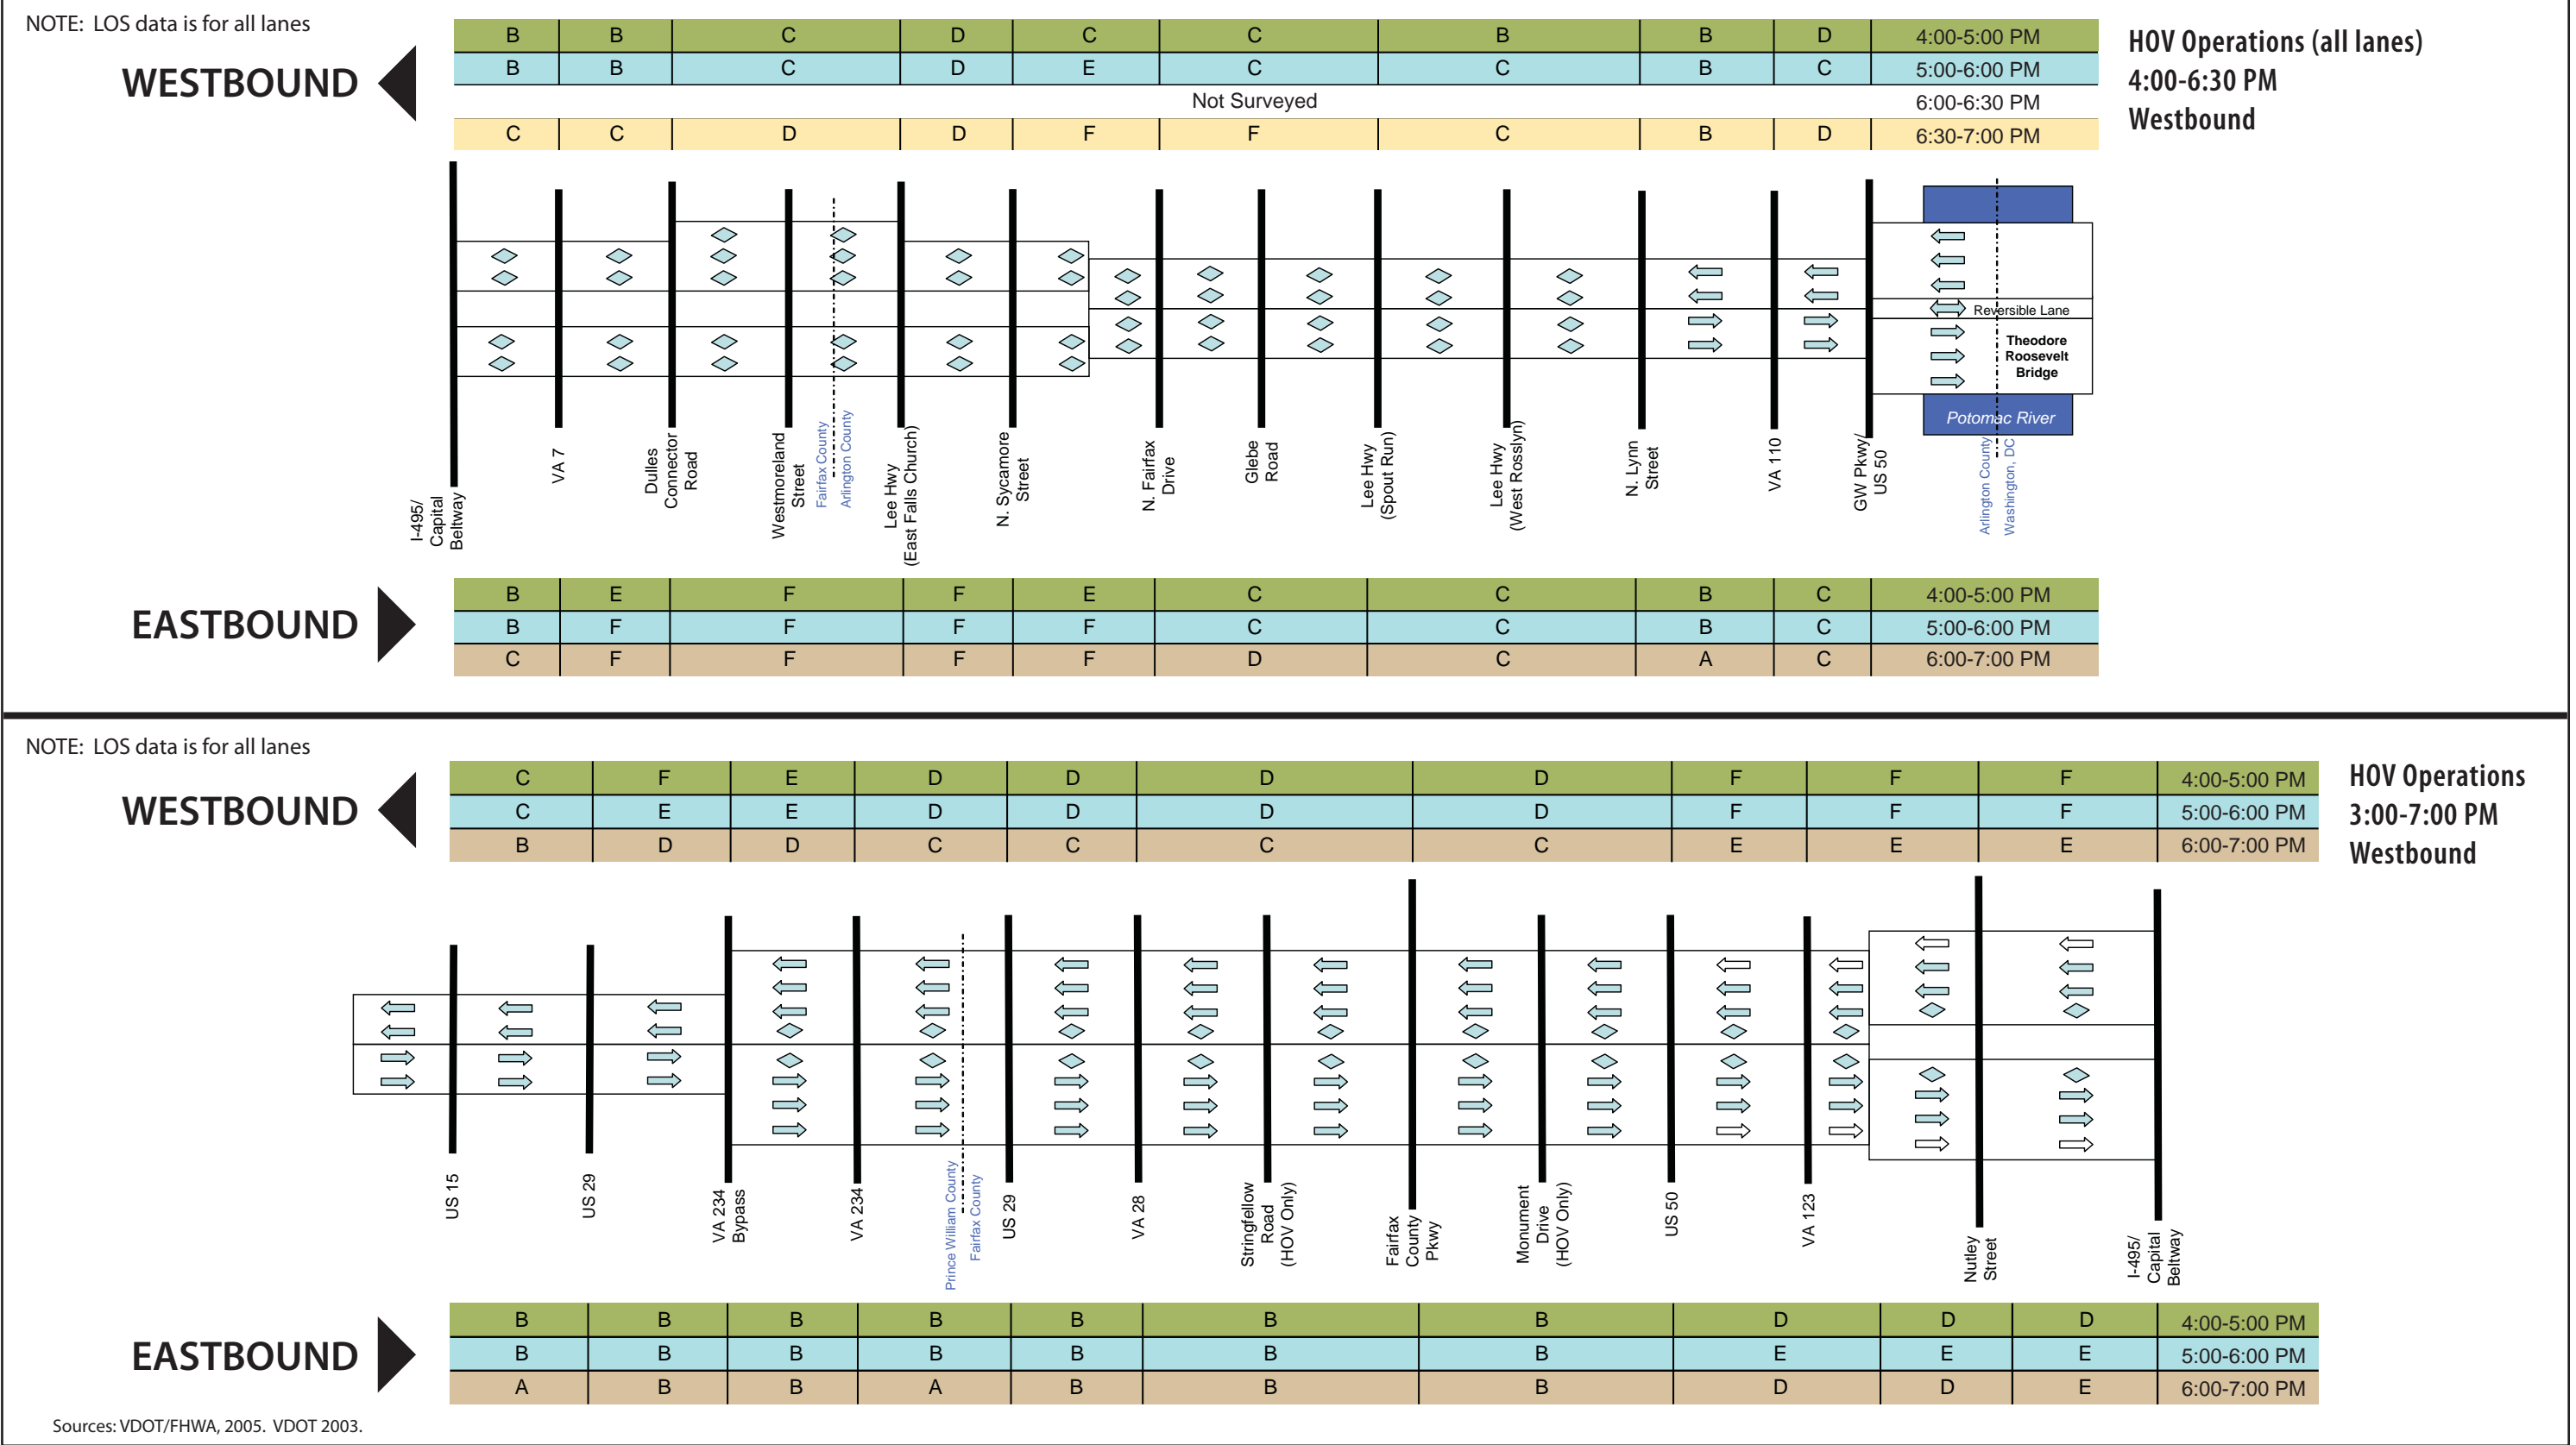 NOTE: LOS data is for all lanes
WESTBOUND
B B C D C C B B D 4:00-5:00 PM
B B C D E C C B C 5:00-6:00 PM
Not Surveyed 6:00-6:30 PM
C C D D F F C B D 6:30-7:00 PM
HOV Operations (all lanes)
4:00-6:30 PM
Westbound
Reversible Lane
Theodore
Roosevelt
Bridge
Potomac River
I-495/
Capital
Beltway
VA 7
Dulles
Connector
Road
Westmoreland
Street
Fairfax County
Arlington County
Lee Hwy
(East Falls Church)
N. Sycamore
Street
N. Fairfax
Drive
Glebe
Road
Lee Hwy
(Spout Run)
Lee Hwy
(West Rosslyn)
N. Lynn
Street
VA 110
GW Pkwy/
US 50
Arlington County
Washington, DC
EASTBOUND
B E F F E C C B C 4:00-5:00 PM
B F F F F C C B C 5:00-6:00 PM
C F F F F D C A C 6:00-7:00 PM
NOTE: LOS data is for all lanes
WESTBOUND
C F E D D D D F F F 4:00-5:00 PM
C E E D D D D F F F 5:00-6:00 PM
B D D C C C C E E E 6:00-7:00 PM
HOV Operations
3:00-7:00 PM
Westbound
US 15
US 29
VA 234
Bypass
VA 234
Prince William County
Fairfax County
US 29
VA 28
Stringfellow
Road
(HOV Only)
Fairfax
County
Pkwy
Monument
Drive
(HOV Only)
US 50
VA 123
Nutley
Street
I-495/
Capital
Beltway
EASTBOUND
B B B B B B B D D D 4:00-5:00 PM
B B B B B B B E E E 5:00-6:00 PM
A B B A B B B D D E 6:00-7:00 PM
Sources: VDOT/FHWA, 2005. VDOT 2003.